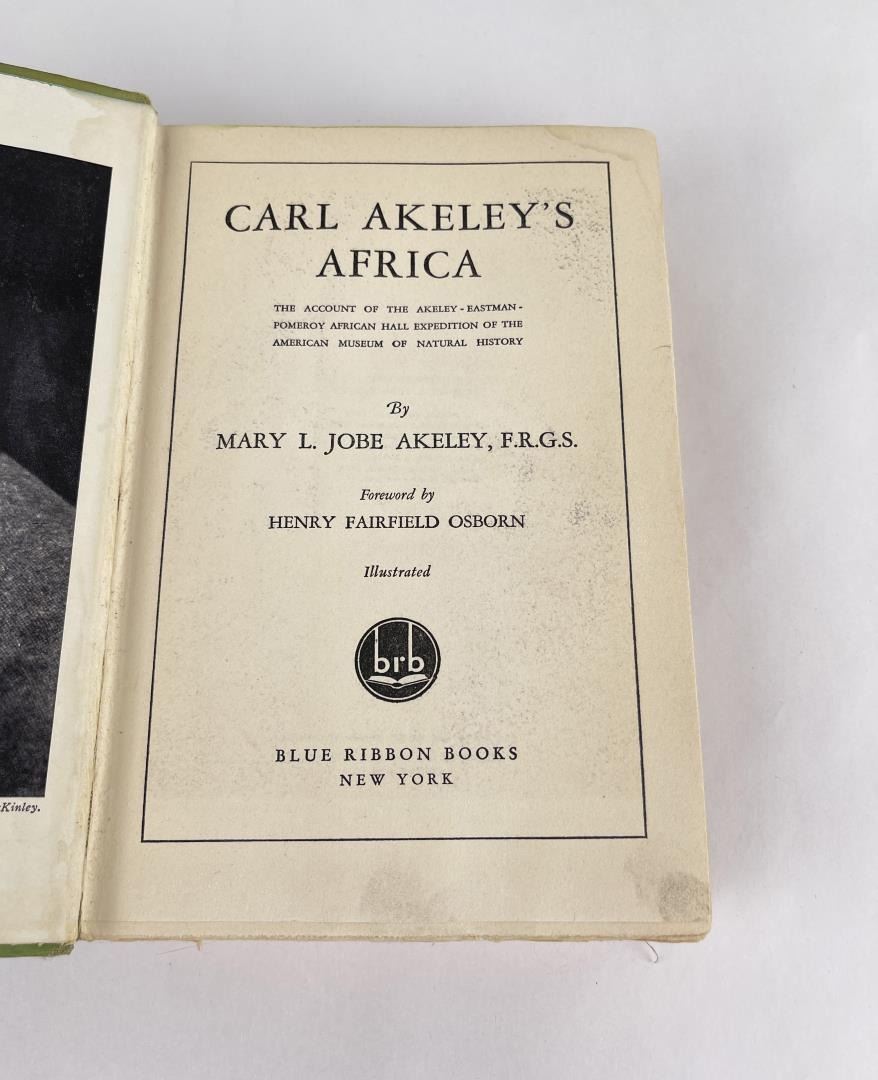 CARL AKELEY'S
AFRICA
THE ACCOUNT OF THE AKELEY-EASTMAN-
POMEROY AFRICAN HALL EXPEDITION OF THE
AMERICAN MUSEUM OF NATURAL HISTORY
By
MARY L. JOBE AKELEY, F.R.G.S.
Foreword by
HENRY FAIRFIELD OSBORN
Illustrated
brb
BLUE RIBBON BOOKS
NEW YORK
Kinley.